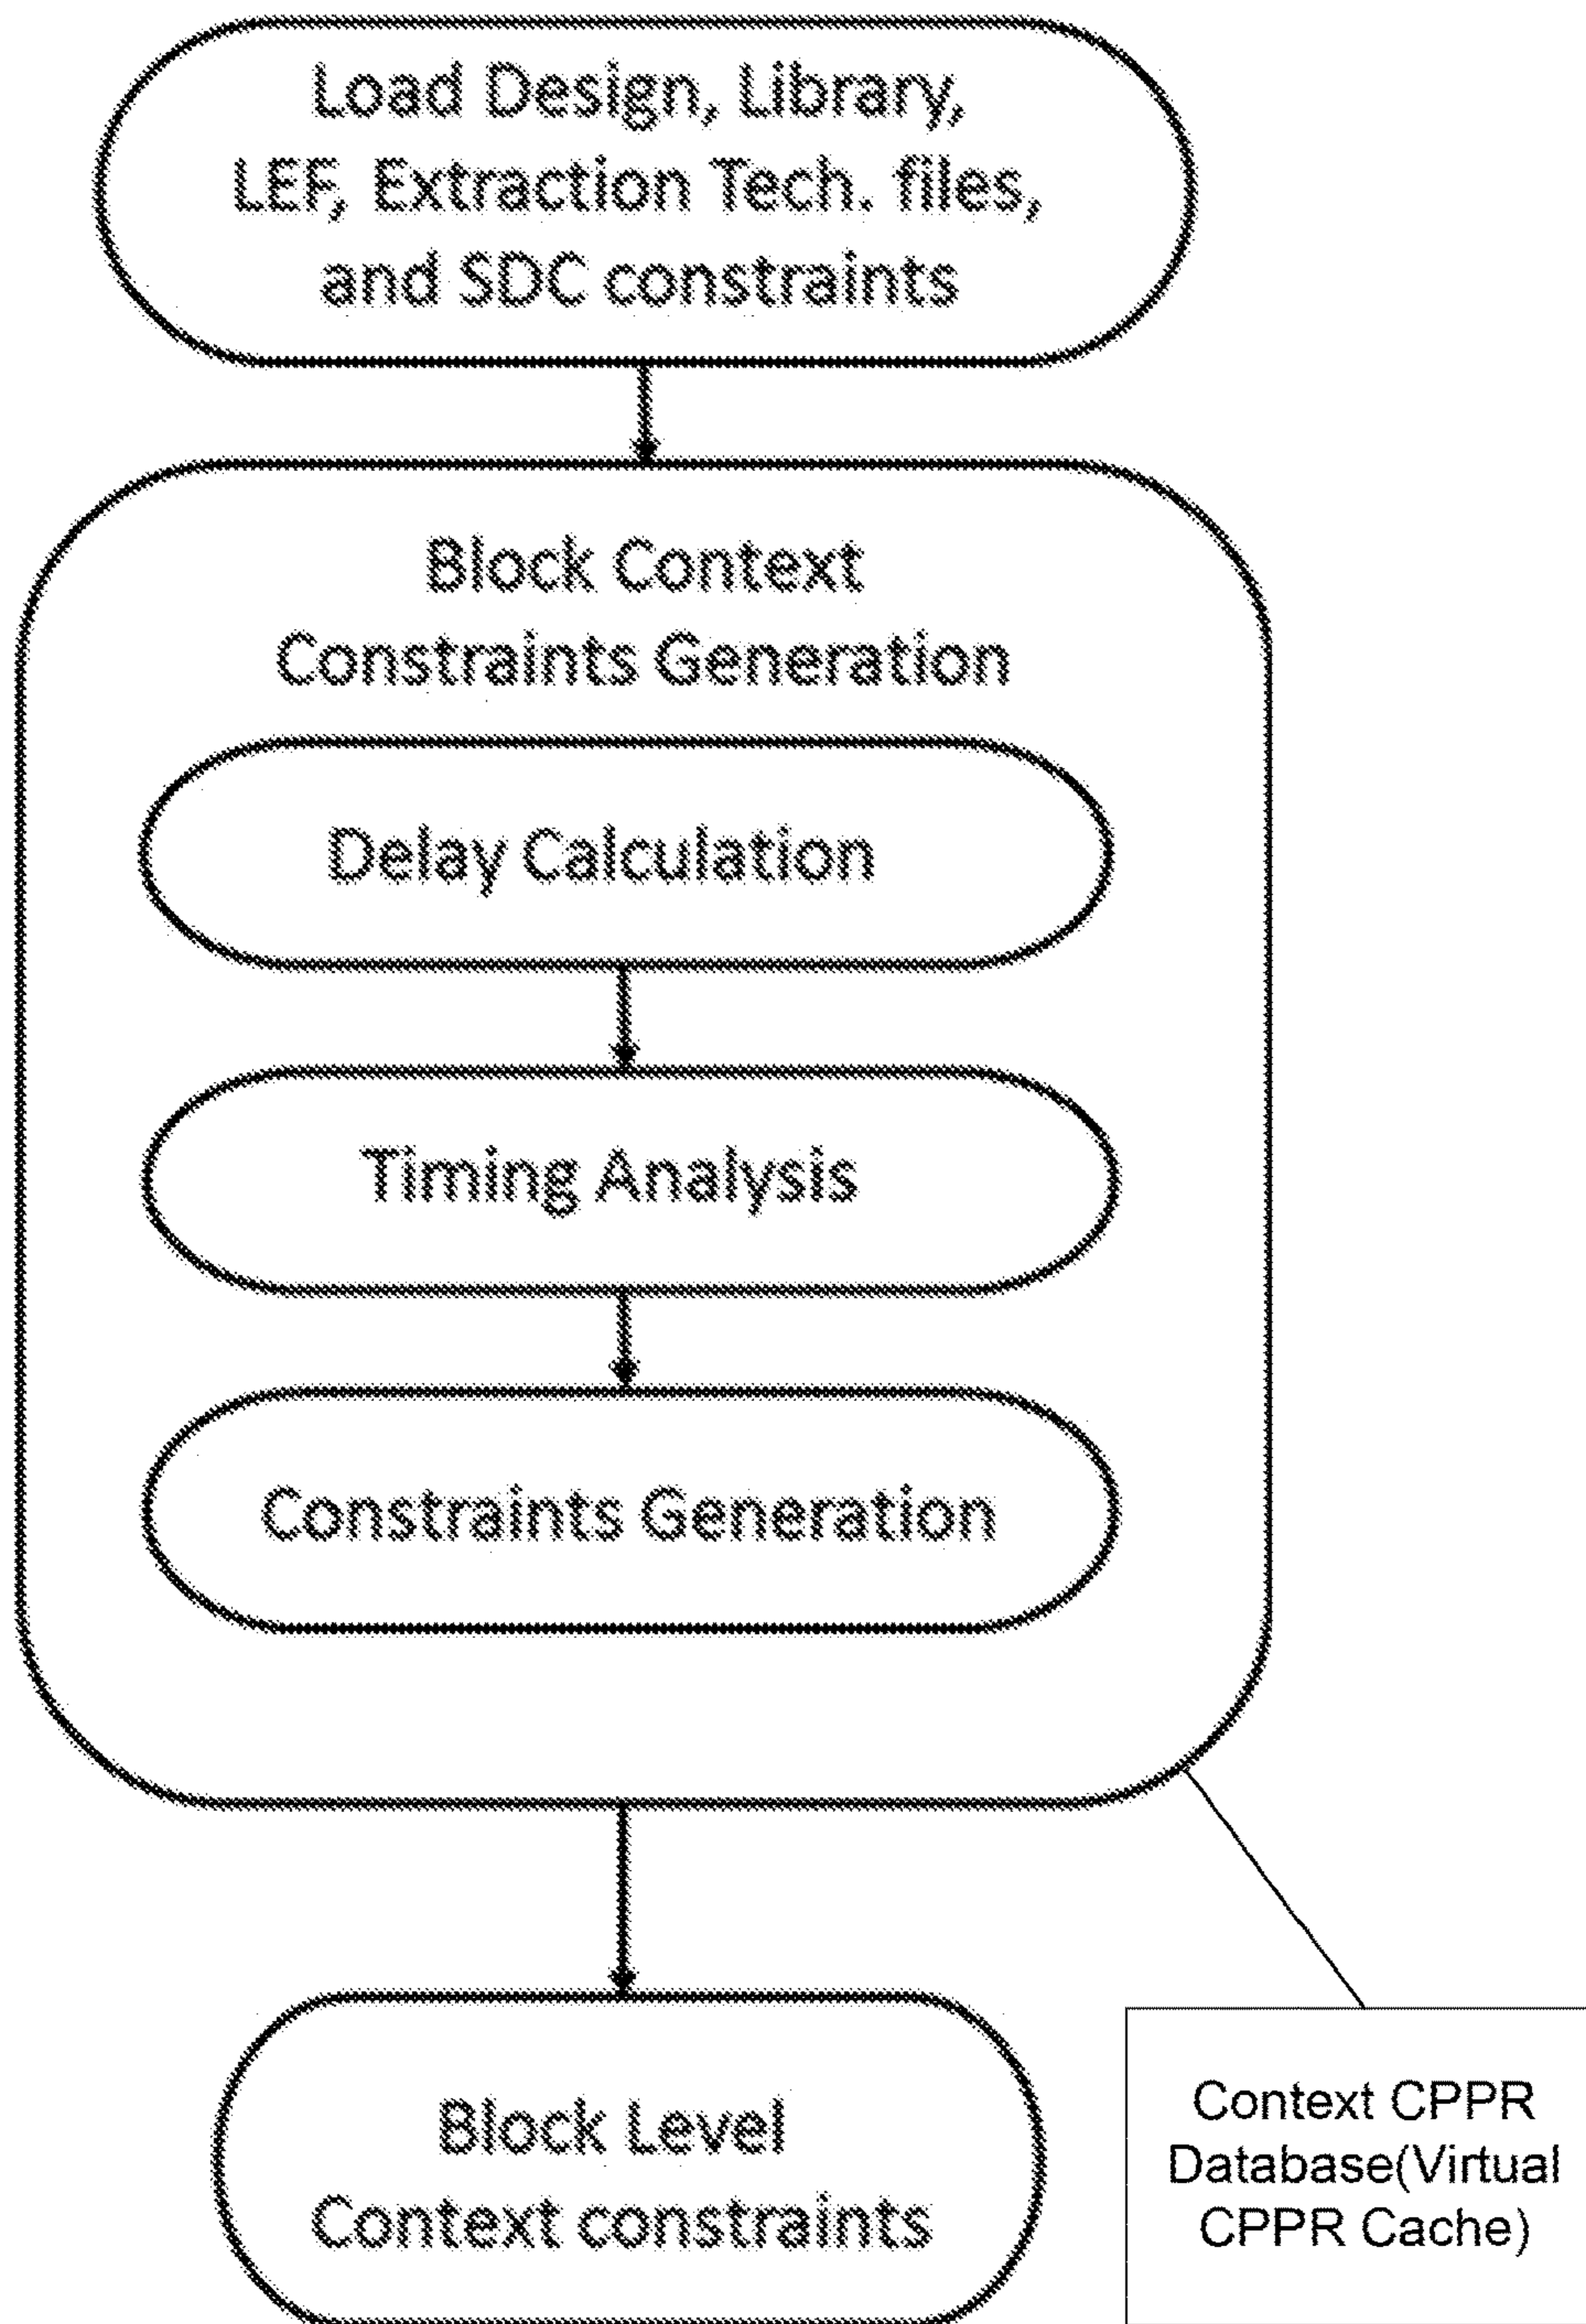 Load Design, Library,
LEF, Extraction Tech. files,
and SDC constraints
Block Context
Constraints Generation
Delay Calculation
Timing Analysis
Constraints Generation
Block Level
Context constraints
Context CPPR
Database(Virtual
CPPR Cache)